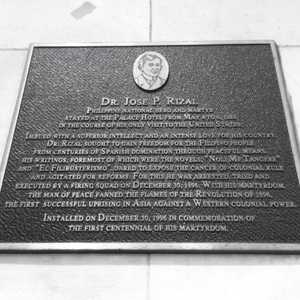 Dr. Jose P. Rizal
Philippine national hero and martyr
stayed at the Palace Hotel from May 4 to 6, 1888
in the course of his only visit to the United States.
Imbued with a superior intellect and an intense love for his country,
Dr. Rizal sought to gain freedom for the Filipino people
from centuries of Spanish domination through peaceful means.
His writings, foremost of which were the novels, "Noli Me Tangere"
and "El Filibusterismo", dared to expose the cancer of colonial rule
and agitated for reforms. For this he was arrested, tried and
executed by a firing squad on December 30, 1896. With his martyrdom,
the man of peace fanned the flames of the Revolution of 1896,
the first successful uprising in Asia against a Western colonial power.
Installed on December 30, 1996 in commemoration of
the first centennial of his martyrdom.